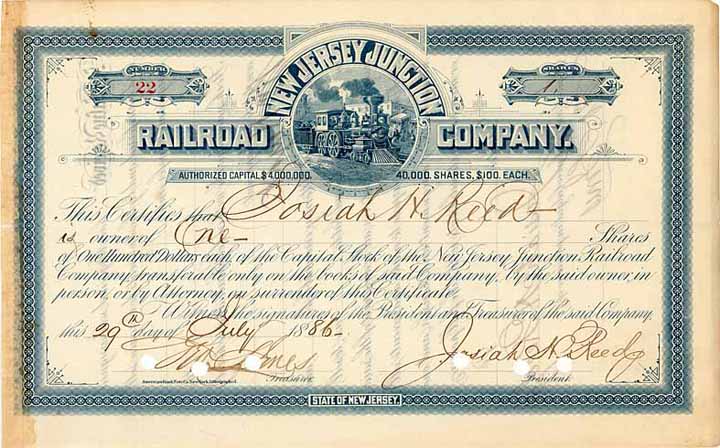 NUMBER
22
SHARES
1
NEW JERSEY JUNCTION
RAILROAD COMPANY.
AUTHORIZED CAPITAL $4,000,000. 40,000 SHARES, $100 EACH.
This Certifies that Josiah H. Reed
is owner of One Shares
of One Hundred Dollars each, of the Capital Stock of the New Jersey Junction Railroad
Company, transferable only on the books of said Company, by the said owner, in
person, or by Attorney, on surrender of this Certificate.
Witness the signatures of the President and Treasurer of the said Company,
this 29th day of July 1886
Josiah H. Reed
Treasurer. President.
STATE OF NEW JERSEY.